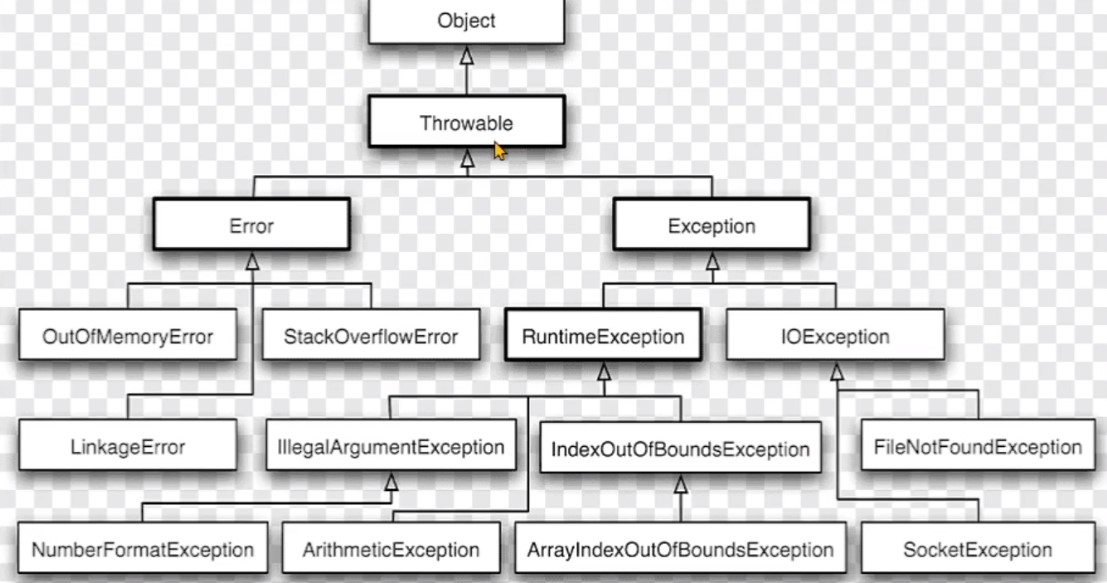 Object
Throwable
Error
Exception
OutOfMemoryError
StackOverflowError
RuntimeException
IOException
LinkageError
IllegalArgumentException
IndexOutOfBoundsException
FileNotFoundException
NumberFormatException
ArithmeticException
ArrayIndexOutOfBoundsException
SocketException